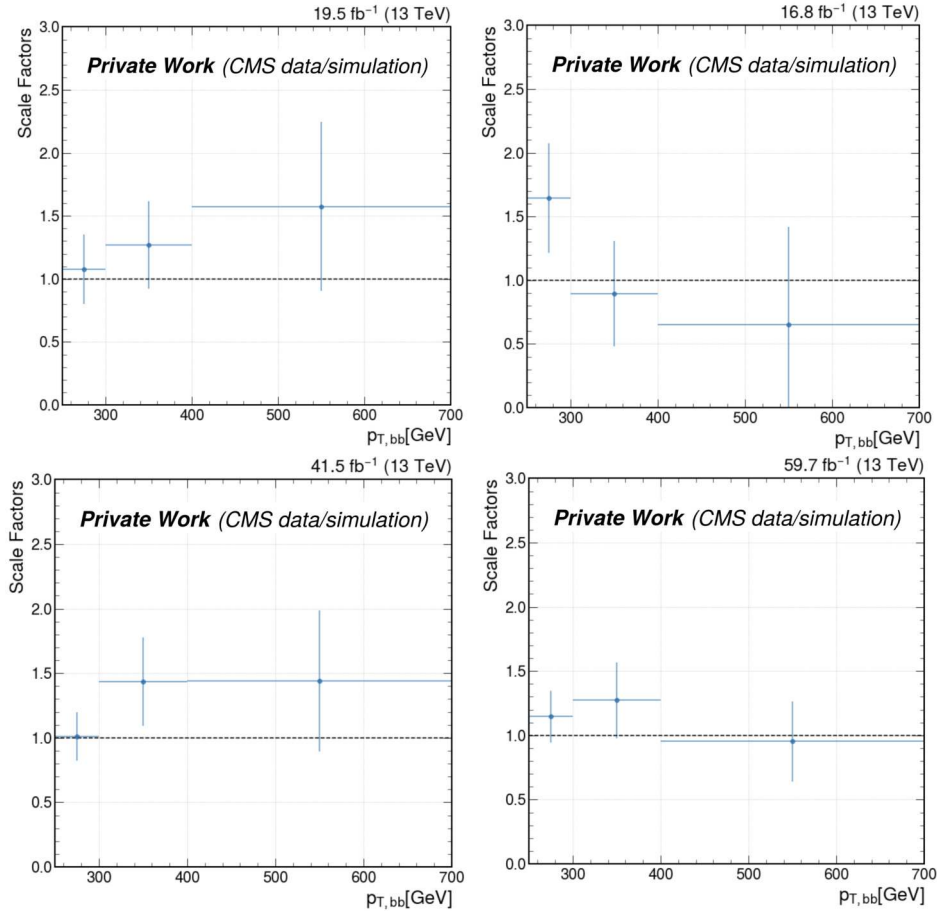 19.5 fb⁻¹ (13 TeV)
Private Work (CMS data/simulation)
Scale Factors
3.0
2.5
2.0
1.5
1.0
0.5
0.0
300 400 500 600 700
pT, bb[GeV]
16.8 fb⁻¹ (13 TeV)
Private Work (CMS data/simulation)
Scale Factors
3.0
2.5
2.0
1.5
1.0
0.5
0.0
300 400 500 600 700
pT, bb[GeV]
41.5 fb⁻¹ (13 TeV)
Private Work (CMS data/simulation)
Scale Factors
3.0
2.5
2.0
1.5
1.0
0.5
0.0
300 400 500 600 700
pT, bb[GeV]
59.7 fb⁻¹ (13 TeV)
Private Work (CMS data/simulation)
Scale Factors
3.0
2.5
2.0
1.5
1.0
0.5
0.0
300 400 500 600 700
pT, bb[GeV]